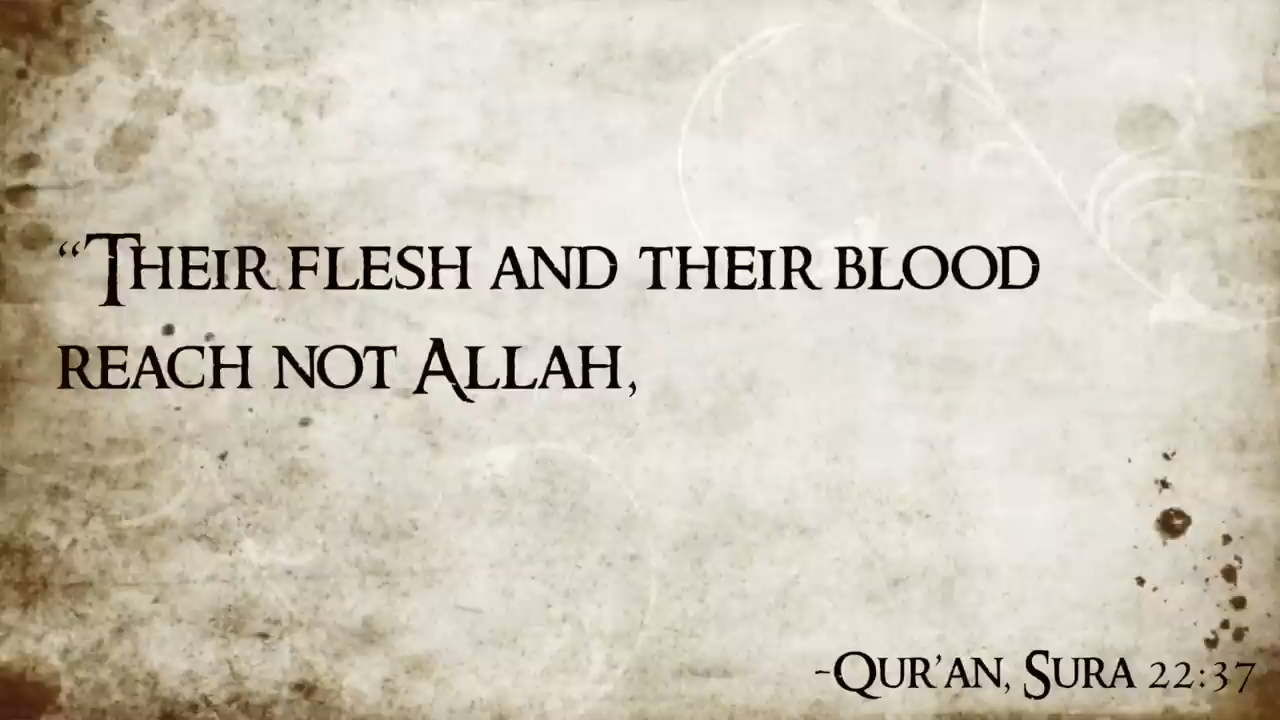 “Their flesh and their blood
reach not Allah,
-Qur’an, Sura 22:37